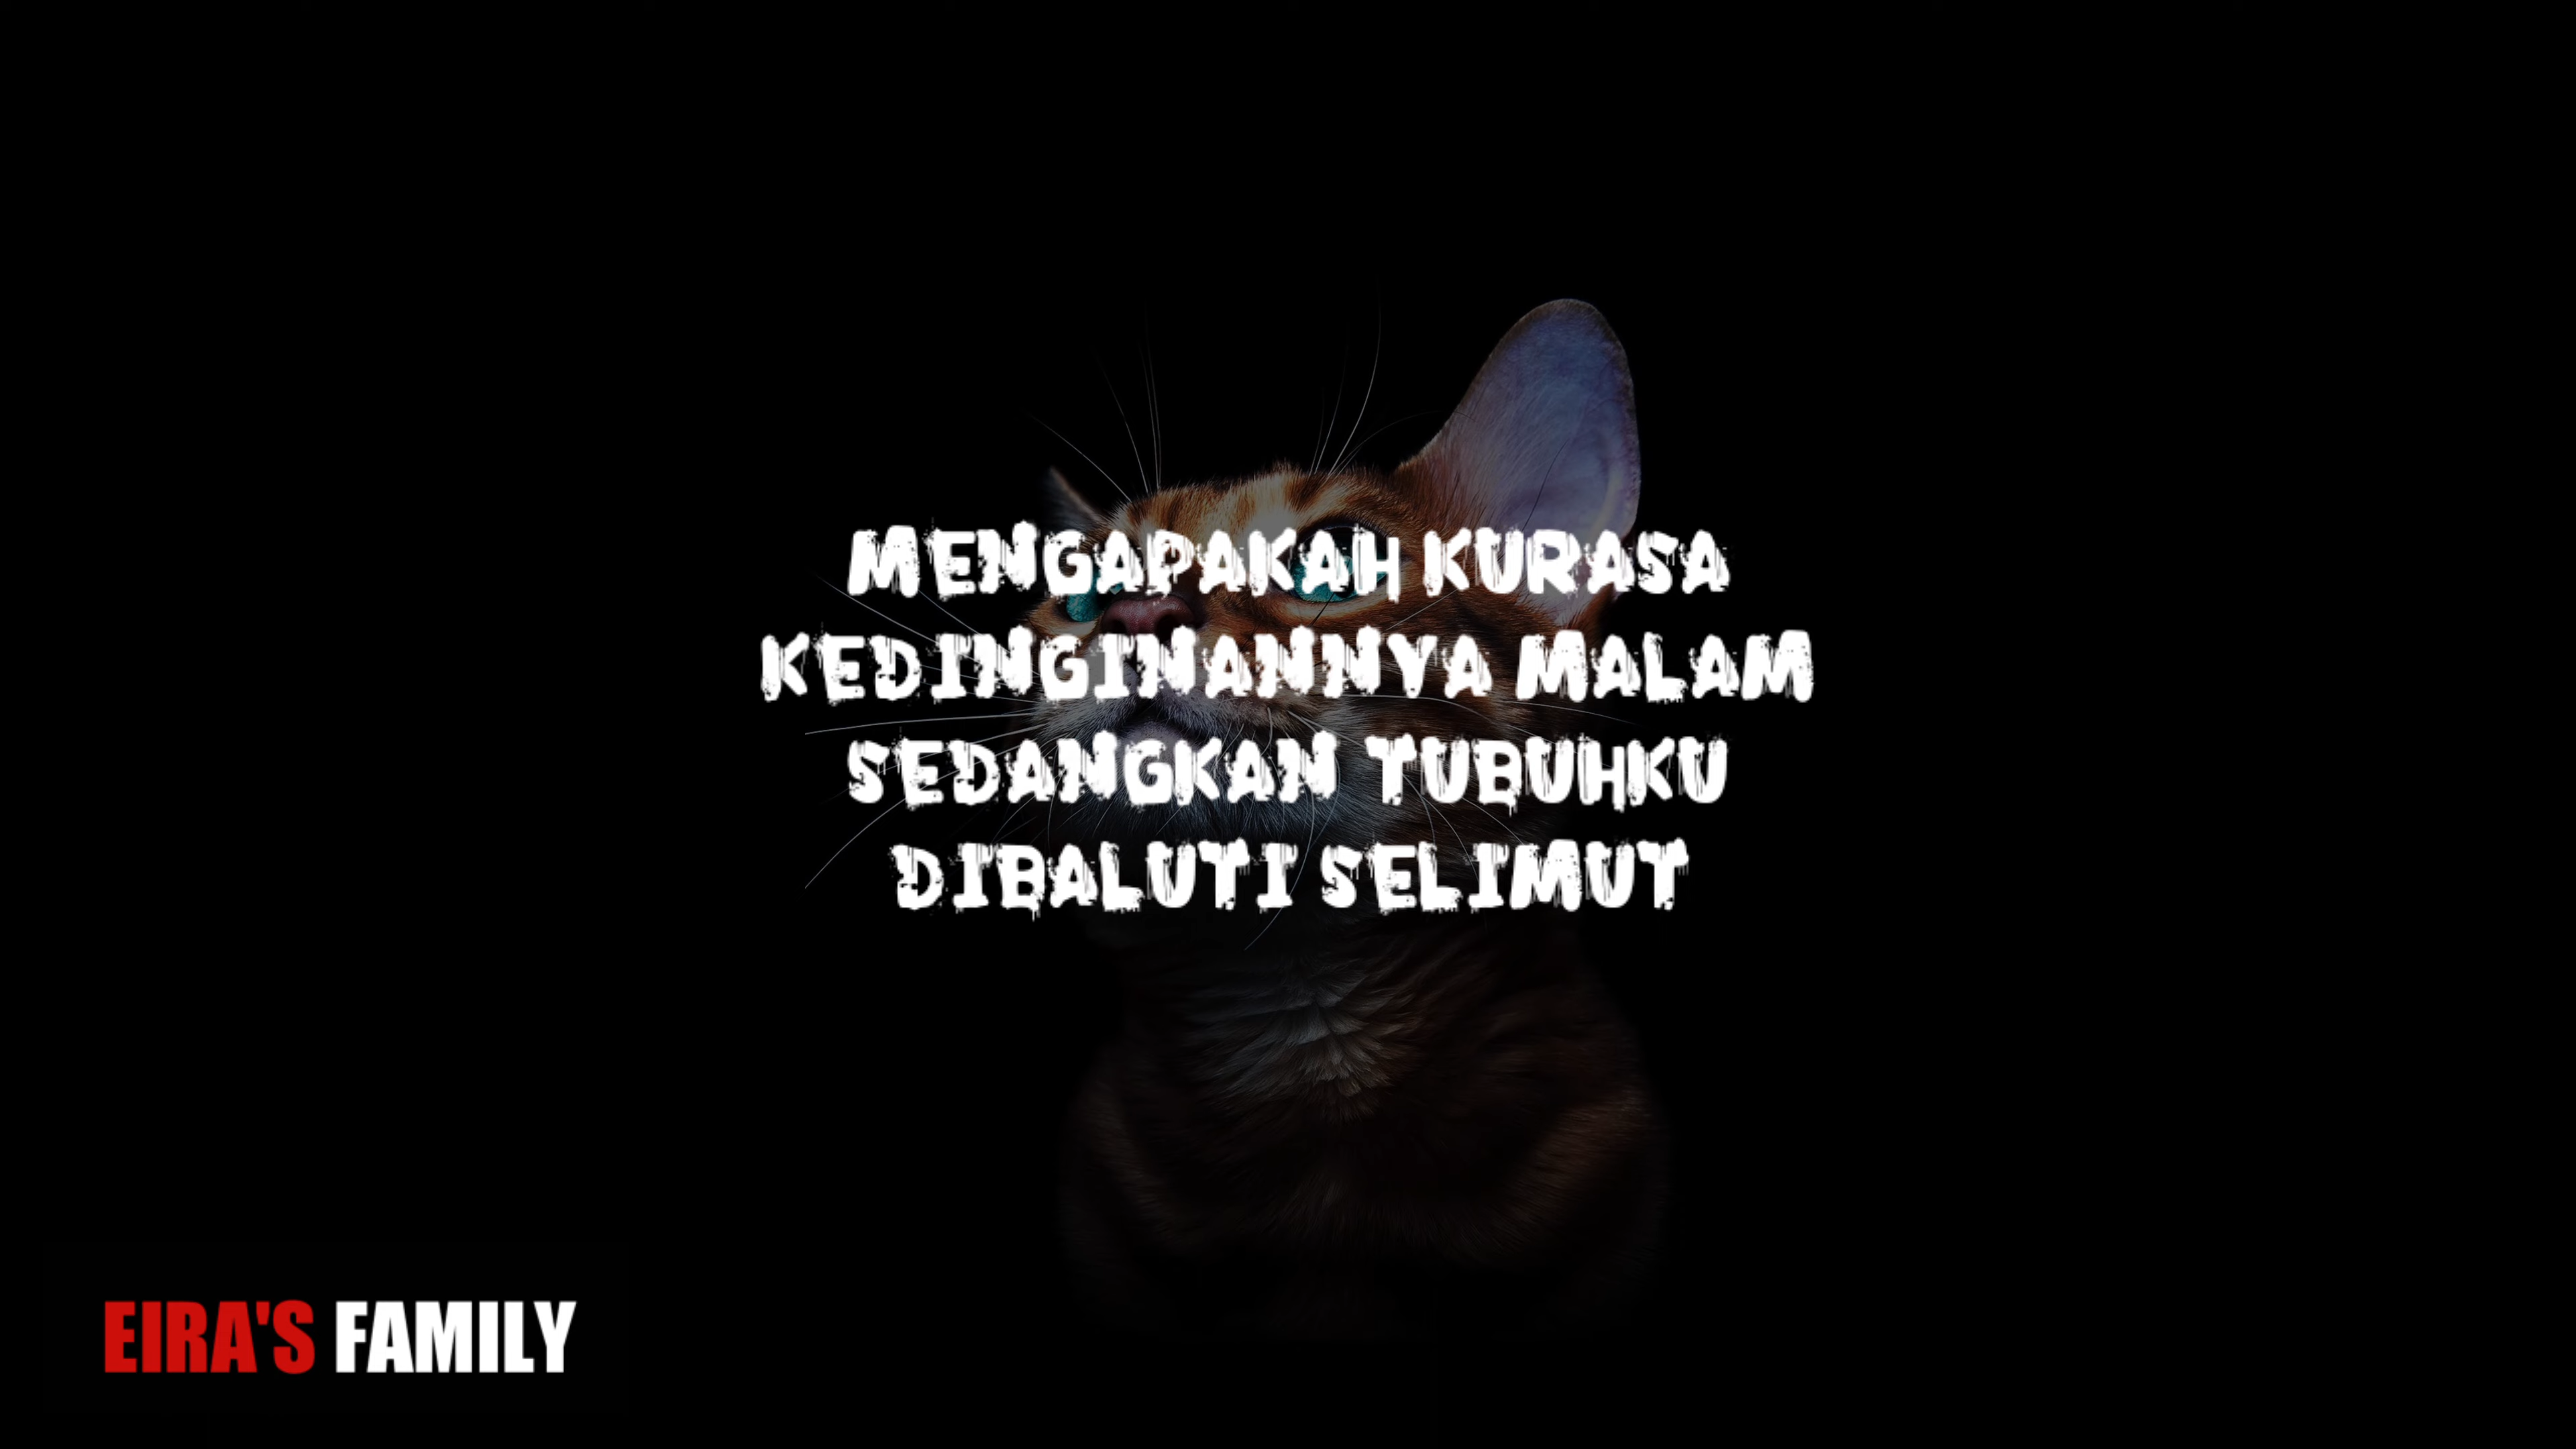 MENGAPAKAH KURASA
KEDINGINANNYA MALAM
SEDANGKAN TUBUHKU
DIBALUTI SELIMUT
EIRA'S FAMILY